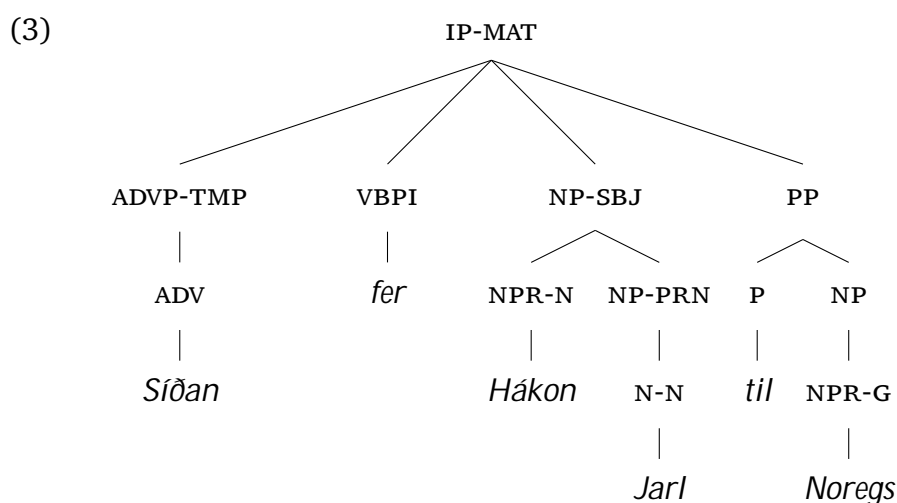 (3) IP-MAT
ADVP-TMP VBPI NP-SBJ PP
ADV fer NPR-N NP-PRN P NP
Síðan Hákon N-N til NPR-G
Jarl Noregs